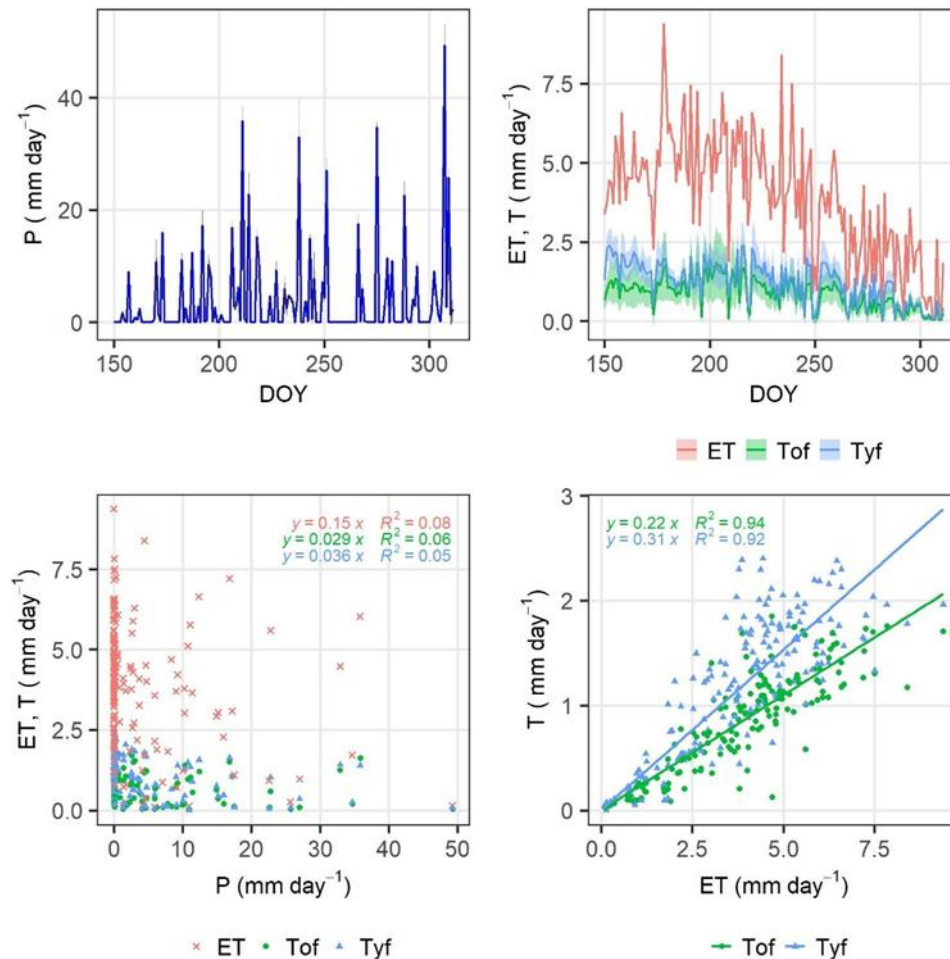 P ( mm day⁻¹)
40
20
0
150 200 250 300
DOY
ET, T ( mm day⁻¹)
7.5
5.0
2.5
0.0
150 200 250 300
DOY
ET Tof Tyf
ET, T ( mm day⁻¹)
7.5
5.0
2.5
0.0
y = 0.15 x R² = 0.08
y = 0.029 x R² = 0.06
y = 0.036 x R² = 0.05
0 10 20 30 40 50
P (mm day⁻¹)
ET Tof Tyf
T ( mm day⁻¹)
3
2
1
0
y = 0.22 x R² = 0.94
y = 0.31 x R² = 0.92
0.0 2.5 5.0 7.5
ET (mm day⁻¹)
Tof Tyf